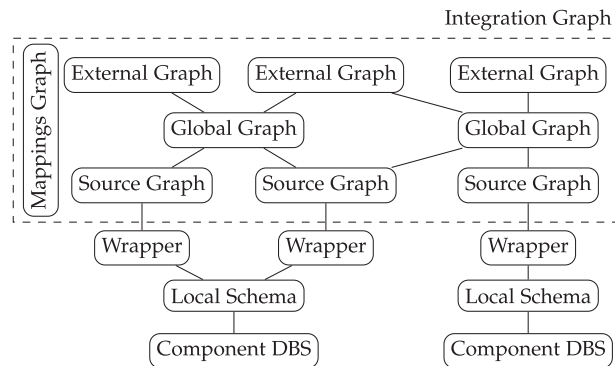 Integration Graph
Mappings Graph
External Graph External Graph External Graph
Global Graph Global Graph
Source Graph Source Graph Source Graph
Wrapper Wrapper Wrapper
Local Schema Local Schema
Component DBS Component DBS